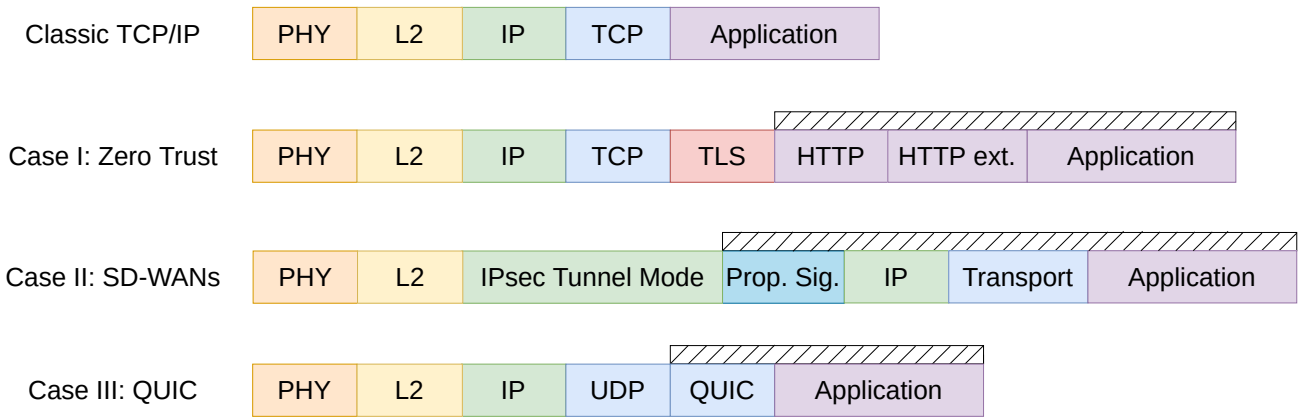 Classic TCP/IP PHY L2 IP TCP Application
Case I: Zero Trust PHY L2 IP TCP TLS HTTP HTTP ext. Application
Case II: SD-WANs PHY L2 IPsec Tunnel Mode Prop. Sig. IP Transport Application
Case III: QUIC PHY L2 IP UDP QUIC Application